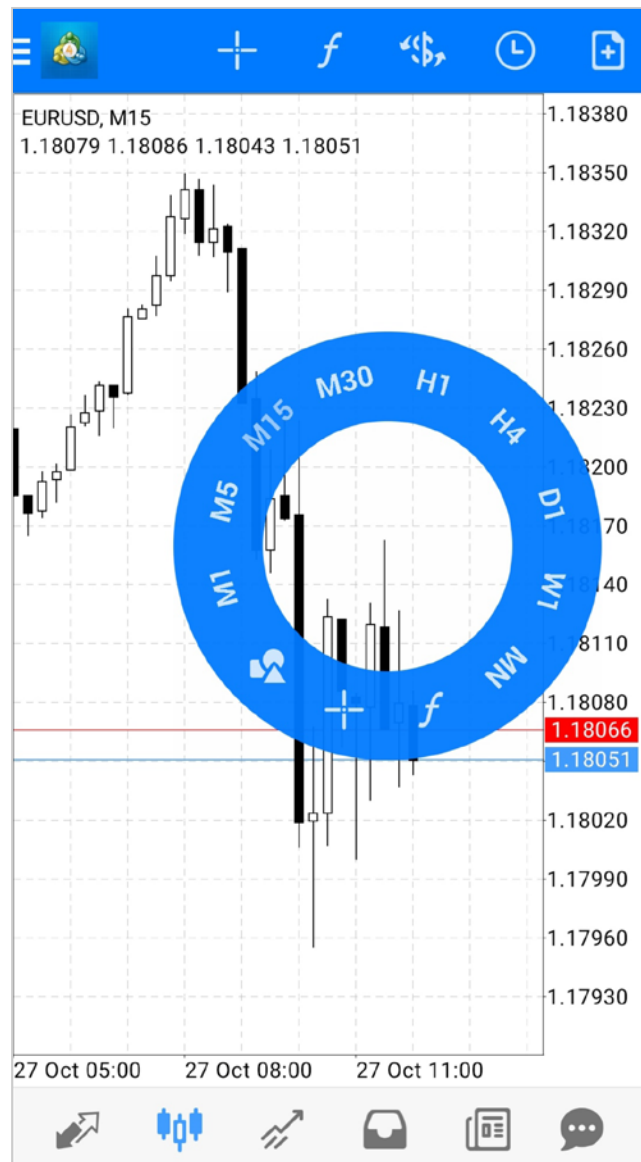 4
EURUSD, M15
1.18079 1.18086 1.18043 1.18051
1.18380
1.18350
1.18320
1.18290
1.18260
1.18230
1.18200
1.18170
1.18140
1.18110
1.18080
1.18066
1.18051
1.18020
1.17990
1.17960
1.17930
M1
M5
M15
M30
H1
H4
D1
W1
MN
f
27 Oct 05:00 27 Oct 08:00 27 Oct 11:00